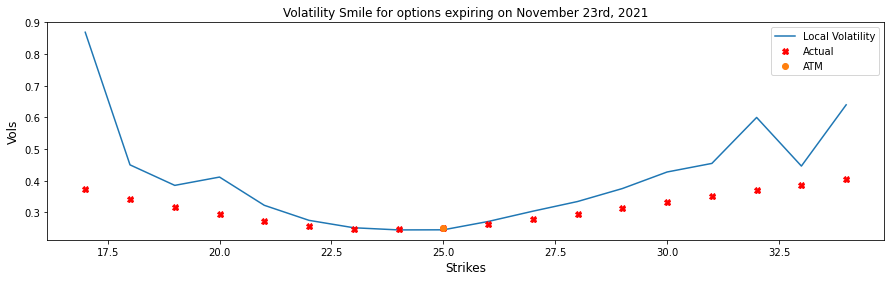 Volatility Smile for options expiring on November 23rd, 2021
Vols
0.9
0.8
0.7
0.6
0.5
0.4
0.3
Local Volatility
Actual
ATM
17.5 20.0 22.5 25.0 27.5 30.0 32.5
Strikes